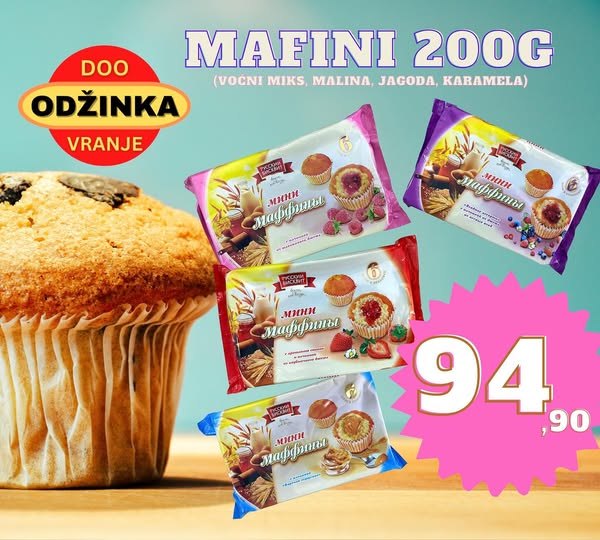 MAFINI 200G
(VOCNI MIKS, MALINA, JAGODA, KARAMELA)
DOO
ODŽINKA
VRANJE
РУССКИЙ
БИСКВИТ
МИНИ
маффины
РУССКИЙ
БИСКВИТ
МИНИ
маффины
РУССКИЙ
БИСКВИТ
МИНИ
маффины
РУССКИЙ
БИСКВИТ
МИНИ
маффины
94,90